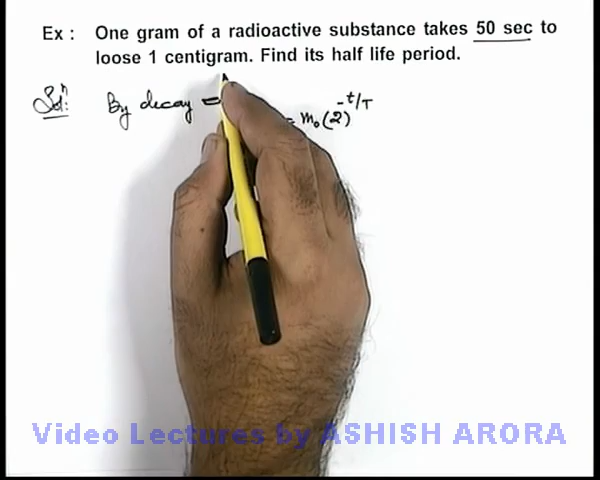 Ex : One gram of a radioactive substance takes 50 sec to
loose 1 centigram. Find its half life period.
Solⁿ: By decay = m₀(2)^-t/T
Video Lectures by ASHISH ARORA